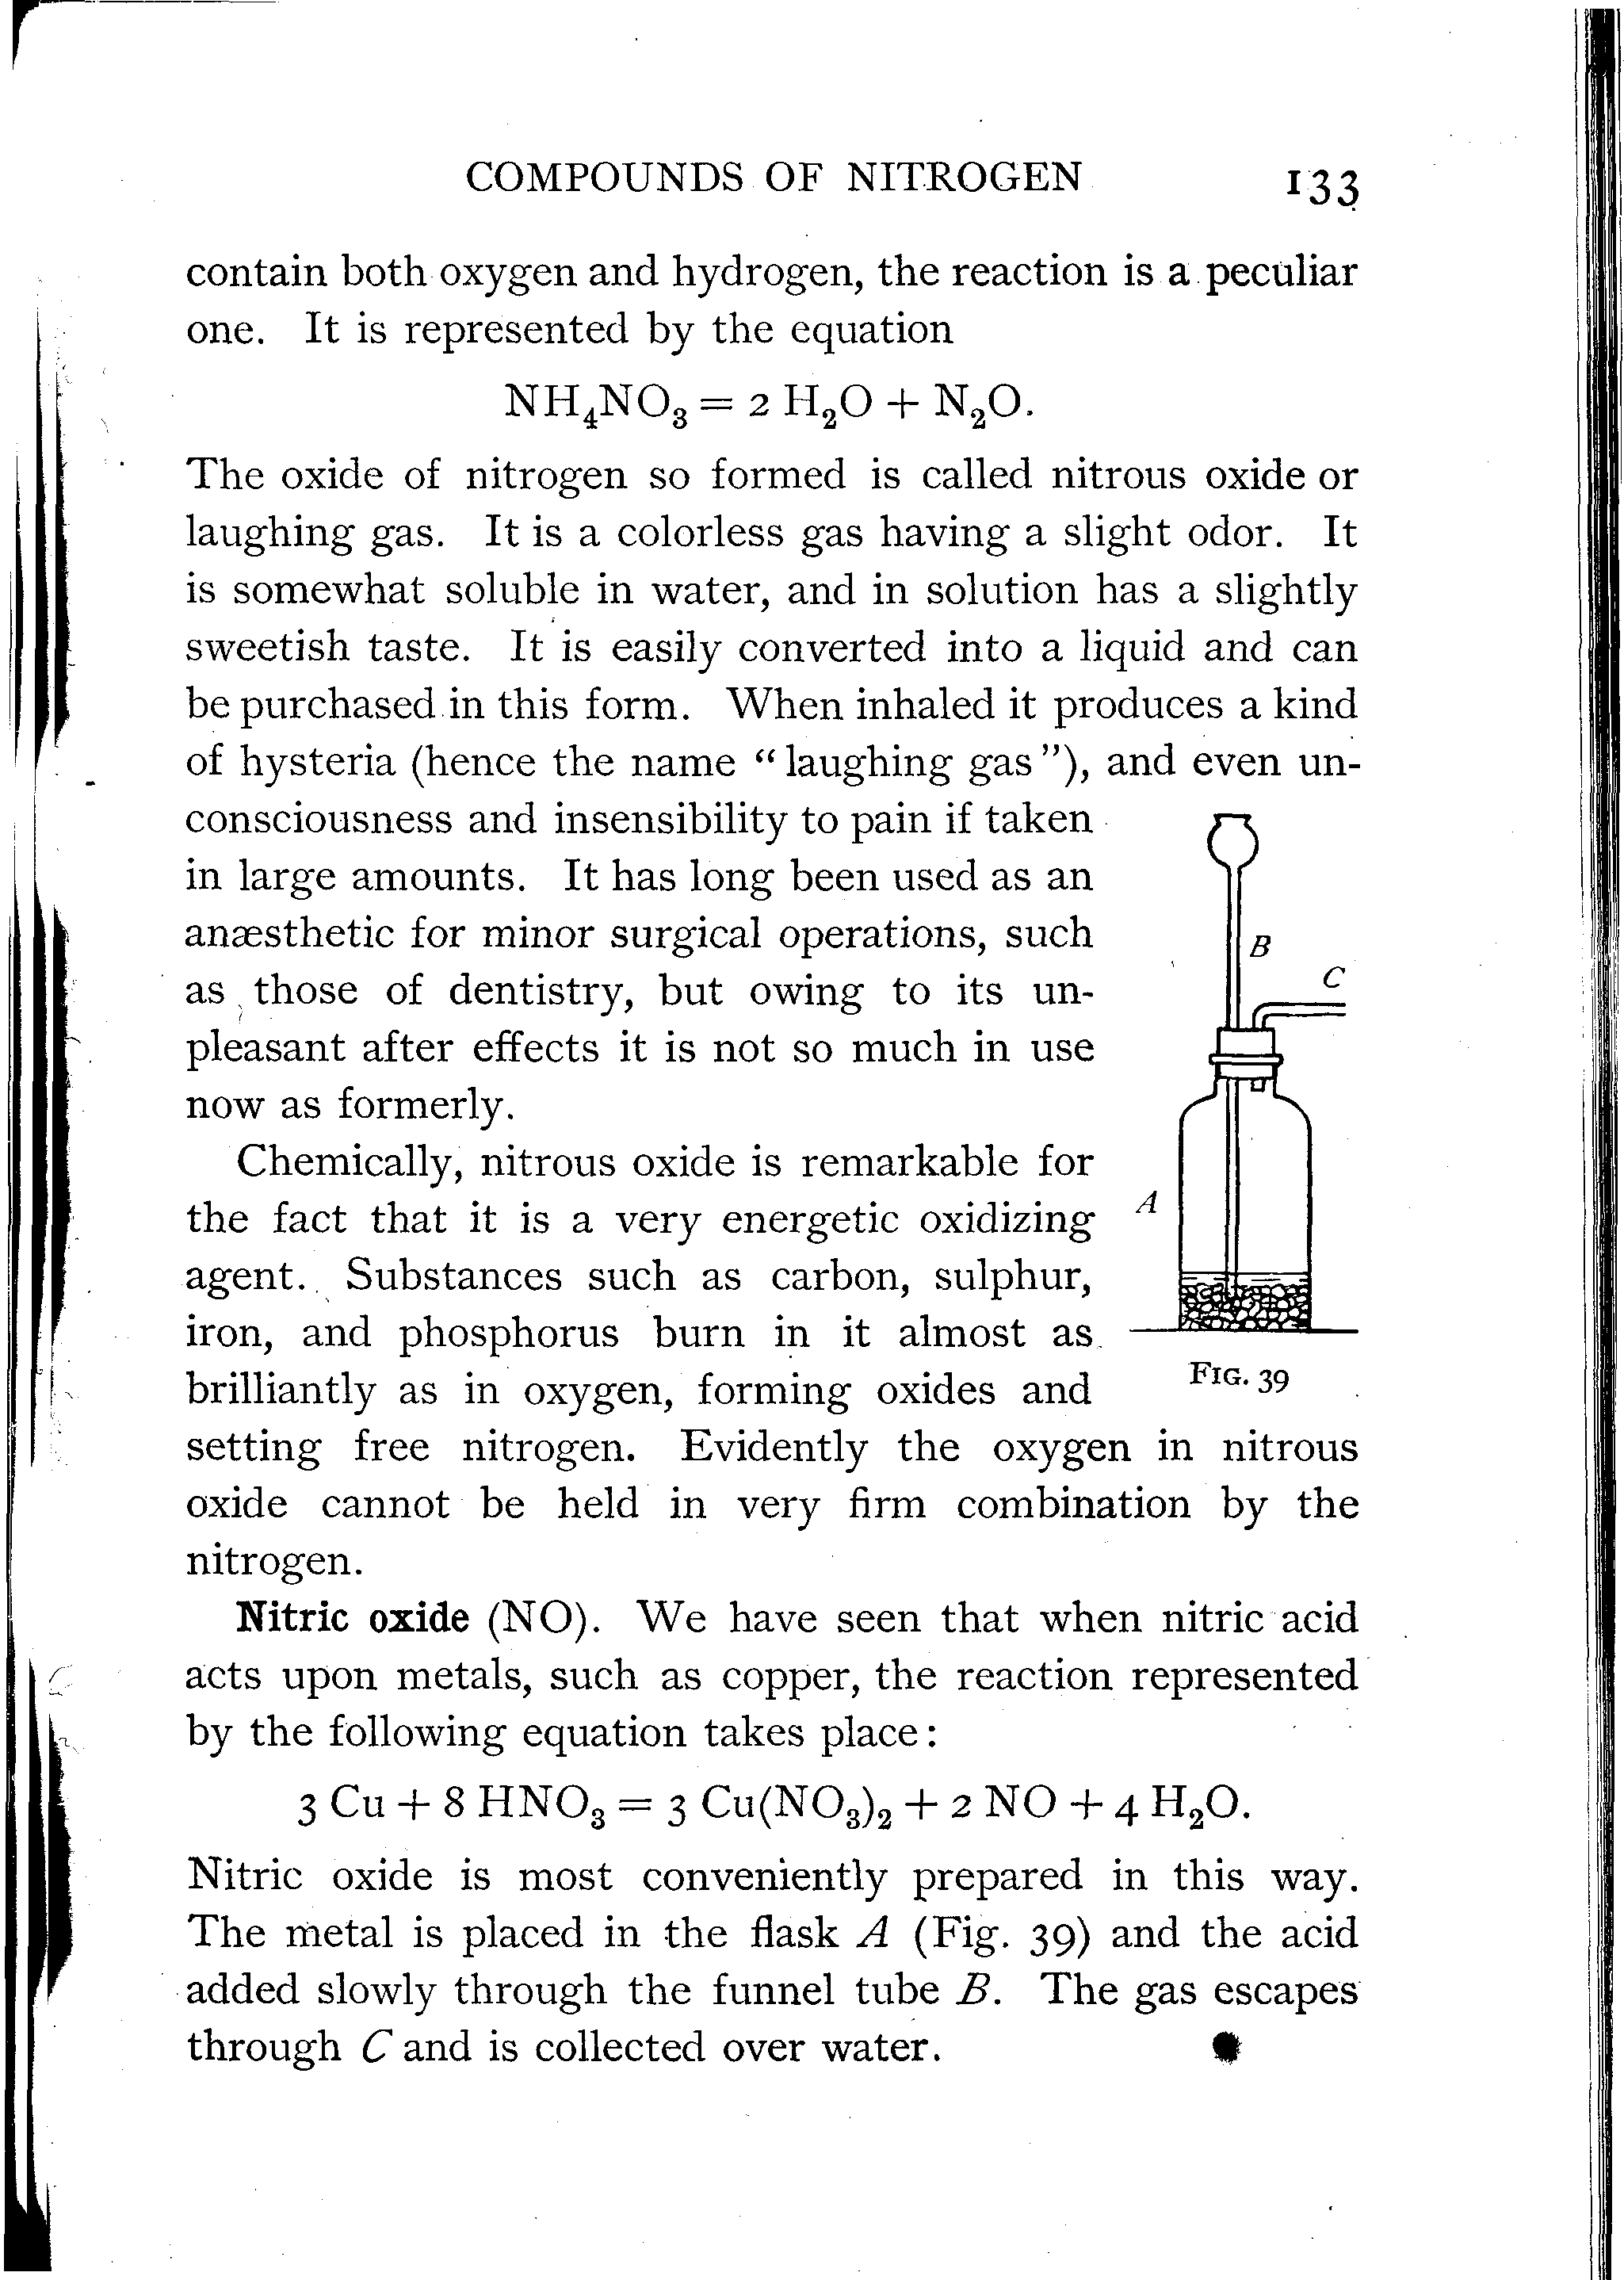 COMPOUNDS OF NITROGEN 133
contain both oxygen and hydrogen, the reaction is a peculiar
one. It is represented by the equation
NH₄NO₃ = 2 H₂O + N₂O.
The oxide of nitrogen so formed is called nitrous oxide or
laughing gas. It is a colorless gas having a slight odor. It
is somewhat soluble in water, and in solution has a slightly
sweetish taste. It is easily converted into a liquid and can
be purchased in this form. When inhaled it produces a kind
of hysteria (hence the name “laughing gas”), and even un-
consciousness and insensibility to pain if taken
in large amounts. It has long been used as an
anæsthetic for minor surgical operations, such
as those of dentistry, but owing to its un-
pleasant after effects it is not so much in use
now as formerly.
Chemically, nitrous oxide is remarkable for
the fact that it is a very energetic oxidizing
agent. Substances such as carbon, sulphur,
iron, and phosphorus burn in it almost as
brilliantly as in oxygen, forming oxides and
B
C
A
FIG. 39
setting free nitrogen. Evidently the oxygen in nitrous
oxide cannot be held in very firm combination by the
nitrogen.
Nitric oxide (NO). We have seen that when nitric acid
acts upon metals, such as copper, the reaction represented
by the following equation takes place:
3 Cu + 8 HNO₃ = 3 Cu(NO₃)₂ + 2 NO + 4 H₂O.
Nitric oxide is most conveniently prepared in this way.
The metal is placed in the flask A (Fig. 39) and the acid
added slowly through the funnel tube B. The gas escapes
through C and is collected over water.